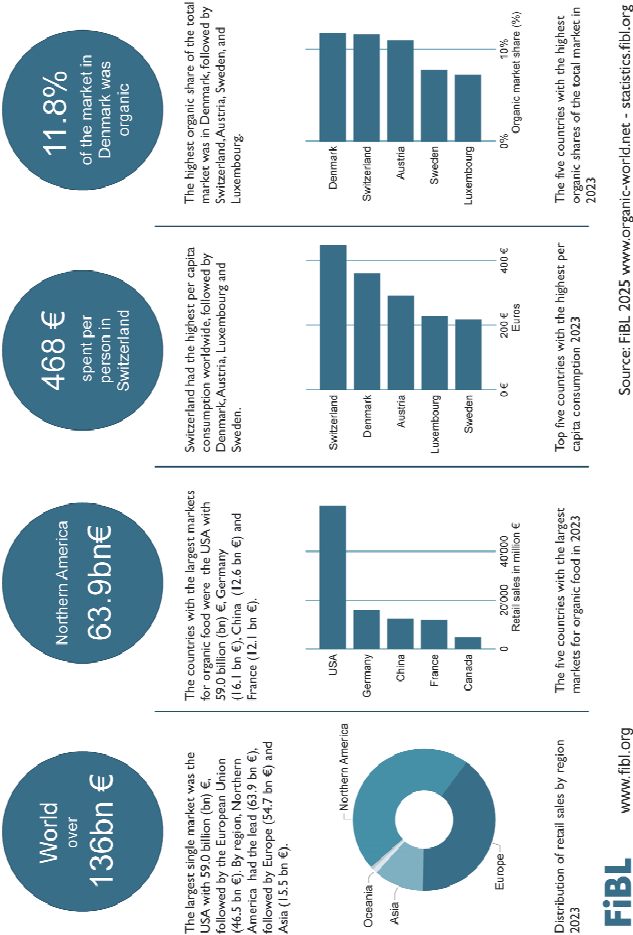 World
over
136bn €
The largest single market was the
USA with 59.0 billion (bn) €,
followed by the European Union
(46.5 bn €). By region, Northern
America had the lead (63.9 bn €),
followed by Europe (54.7 bn €) and
Asia (15.5 bn €).
Northern America
Oceania
Asia
Europe
Distribution of retail sales by region
2023
Northern America
63.9bn€
The countries with the largest markets
for organic food were the USA with
59.0 billion (bn) €, Germany
(16.1 bn €), China (12.6 bn €) and
France (12.1 bn €).
USA
Germany
China
France
Canada
0
20'000
40'000
Retail sales in million €
The five countries with the largest
markets for organic food in 2023
468 €
spent per
person in
Switzerland
Switzerland had the highest per capita
consumption worldwide, followed by
Denmark, Austria, Luxembourg and
Sweden.
Switzerland
Denmark
Austria
Luxembourg
Sweden
0 €
200 €
400 €
Euros
Top five countries with the highest per
capita consumption 2023
11.8%
of the market in
Denmark was
organic
The highest organic share of the total
market was in Denmark, followed by
Switzerland, Austria, Sweden, and
Luxembourg.
Denmark
Switzerland
Austria
Sweden
Luxembourg
0%
10%
Organic market share (%)
The five countries with the highest
organic shares of the total market in
2023
FiBL
www.fibl.org
Source: FiBL 2025 www.organic-world.net - statistics.fibl.org